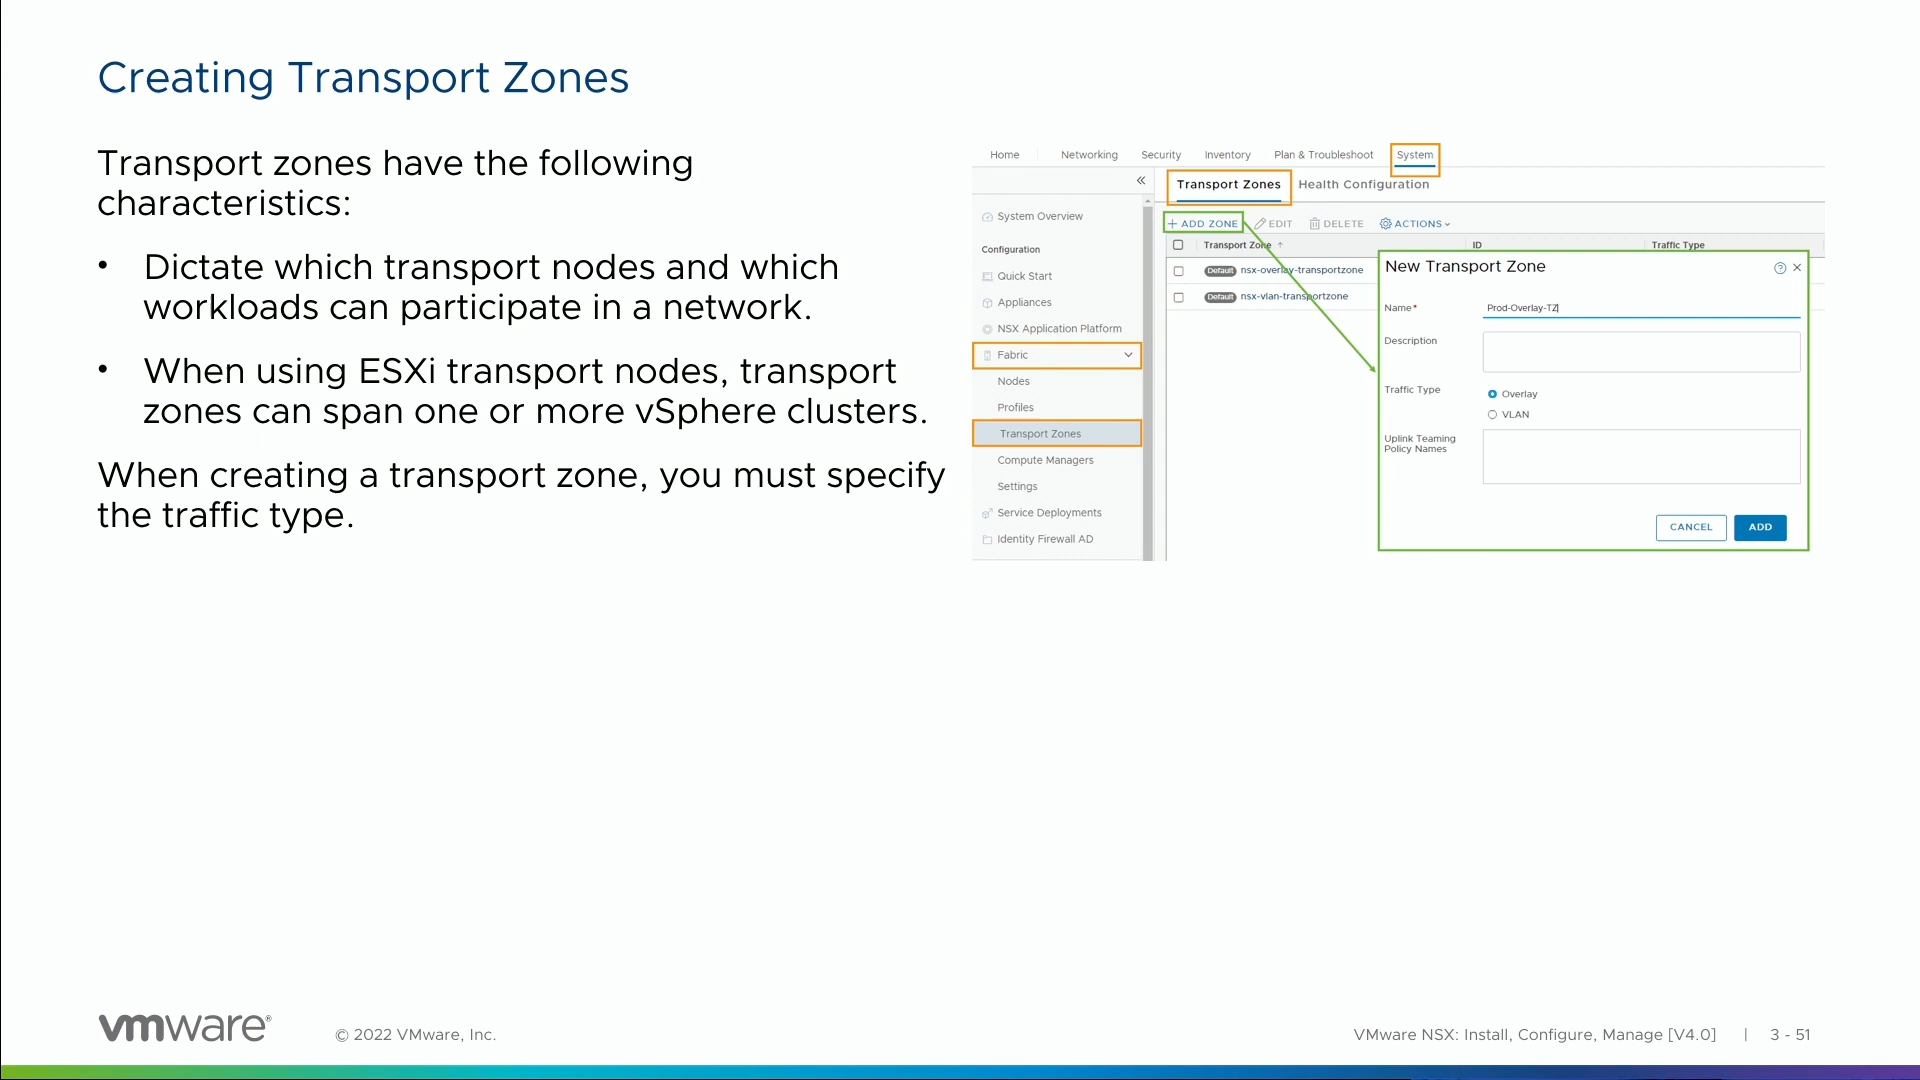 Creating Transport Zones
Transport zones have the following
characteristics:
• Dictate which transport nodes and which
workloads can participate in a network.
• When using ESXi transport nodes, transport
zones can span one or more vSphere clusters.
When creating a transport zone, you must specify
the traffic type.
Home Networking Security Inventory Plan & Troubleshoot System
«
Transport Zones Health Configuration
System Overview
+ ADD ZONE EDIT DELETE ACTIONS
Configuration
Transport Zone ↑ ID Traffic Type
Quick Start
Default nsx-overlay-transportzone
Appliances
Default nsx-vlan-transportzone
NSX Application Platform
Fabric
Nodes
Profiles
Transport Zones
Compute Managers
Settings
Service Deployments
Identity Firewall AD
New Transport Zone
Name* Prod-Overlay-TZ
Description
Traffic Type
Overlay
VLAN
Uplink Teaming
Policy Names
CANCEL ADD
vmware®
© 2022 VMware, Inc.
VMware NSX: Install, Configure, Manage [V4.0] | 3 - 51